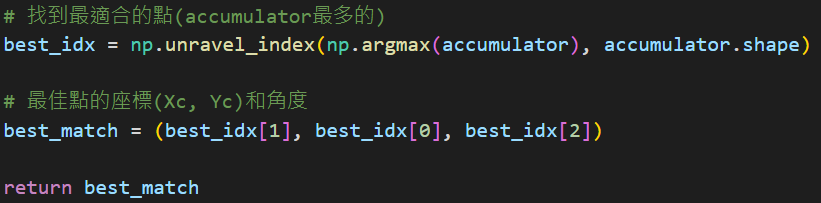 # 找到最適合的點(accumulator最多的)
best_idx = np.unravel_index(np.argmax(accumulator), accumulator.shape)
# 最佳點的座標(Xc, Yc)和角度
best_match = (best_idx[1], best_idx[0], best_idx[2])
return best_match